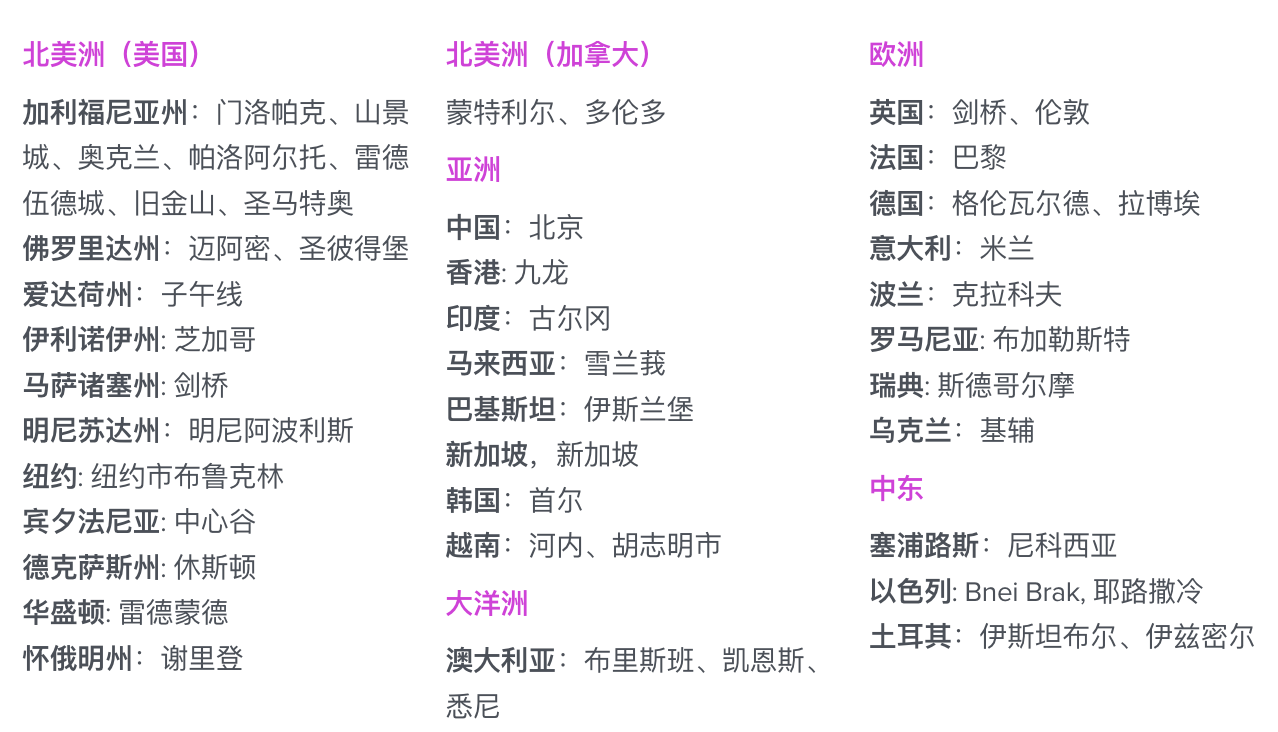 北美洲（美国）
加利福尼亚州：门洛帕克、山景
城、奥克兰、帕洛阿尔托、雷德
伍德城、旧金山、圣马特奥
佛罗里达州：迈阿密、圣彼得堡
爱达荷州：子午线
伊利诺伊州: 芝加哥
马萨诸塞州: 剑桥
明尼苏达州：明尼阿波利斯
纽约: 纽约市布鲁克林
宾夕法尼亚: 中心谷
德克萨斯州: 休斯顿
华盛顿: 雷德蒙德
怀俄明州：谢里登
北美洲（加拿大）
蒙特利尔、多伦多
亚洲
中国：北京
香港: 九龙
印度：古尔冈
马来西亚：雪兰莪
巴基斯坦：伊斯兰堡
新加坡，新加坡
韩国：首尔
越南：河内、胡志明市
大洋洲
澳大利亚：布里斯班、凯恩斯、
悉尼
欧洲
英国：剑桥、伦敦
法国：巴黎
德国：格伦瓦尔德、拉博埃
意大利：米兰
波兰：克拉科夫
罗马尼亚: 布加勒斯特
瑞典: 斯德哥尔摩
乌克兰：基辅
中东
塞浦路斯：尼科西亚
以色列: Bnei Brak, 耶路撒冷
土耳其：伊斯坦布尔、伊兹密尔